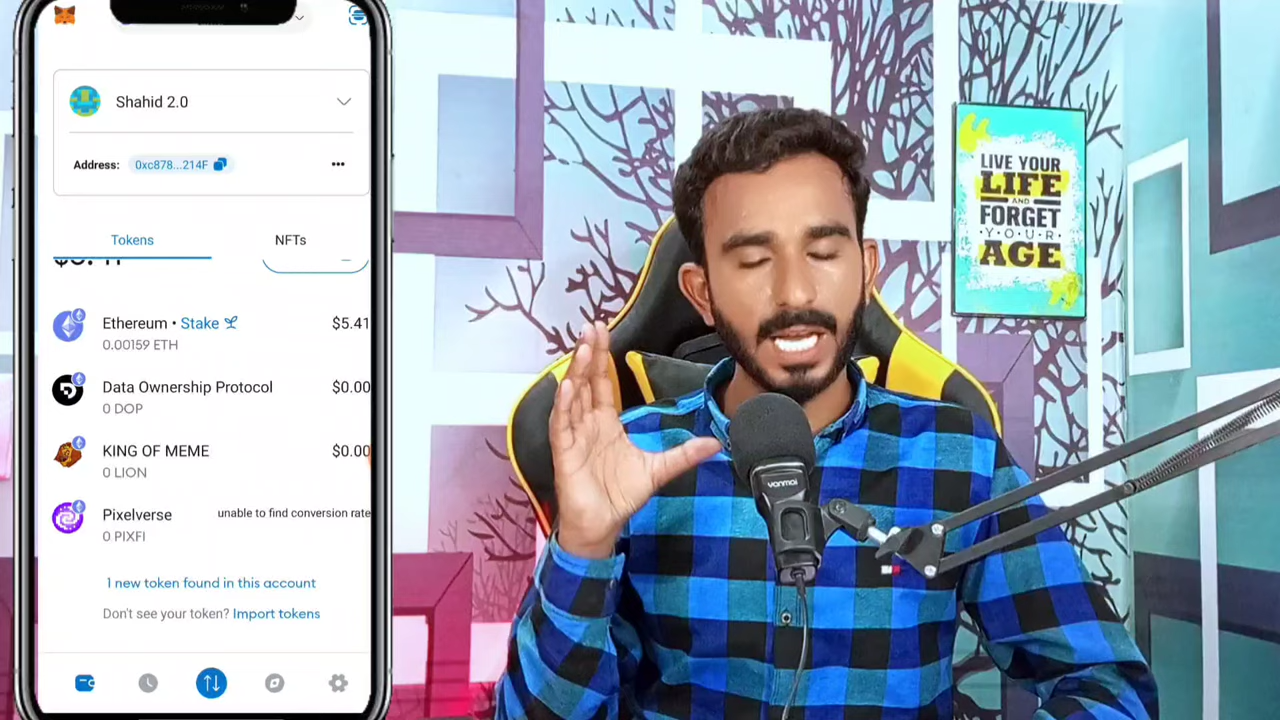 Shahid 2.0
Address: 0xc878...214F
Tokens
NFTs
Ethereum • Stake
$5.41
0.00159 ETH
Data Ownership Protocol
$0.00
0 DOP
KING OF MEME
$0.00
0 LION
Pixelverse
unable to find conversion rate
0 PIXFI
1 new token found in this account
Don't see your token? Import tokens
LIVE YOUR
LIFE
AND
FORGET
YOUR
AGE
vanmai